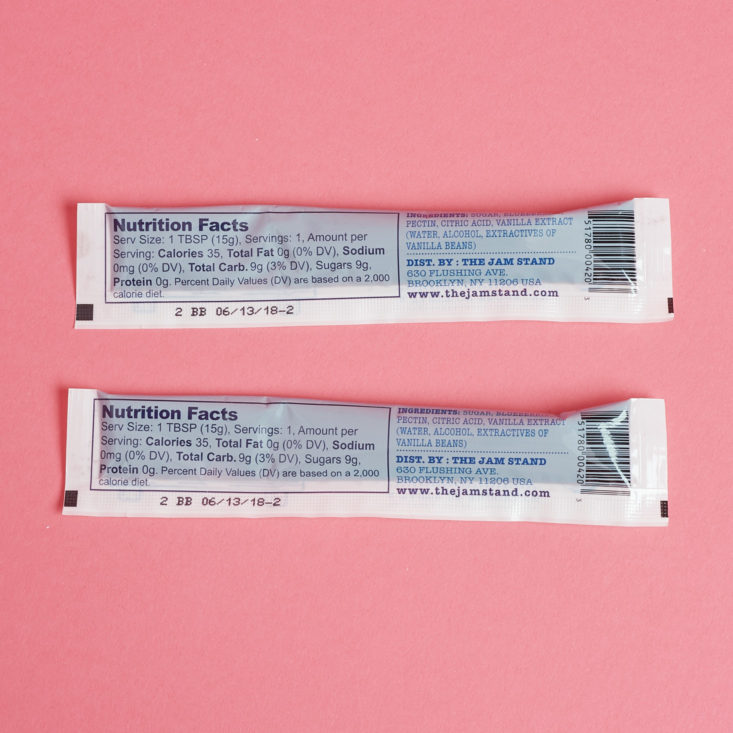 Nutrition Facts
Serv Size: 1 TBSP (15g), Servings: 1, Amount per
Serving: Calories 35, Total Fat 0g (0% DV), Sodium
0mg (0% DV), Total Carb. 9g (3% DV), Sugars 9g,
Protein 0g. Percent Daily Values (DV) are based on a 2,000
calorie diet.
2 BB 06/13/18-2
INGREDIENTS: SUGAR,
PECTIN, CITRIC ACID, VANILLA EXTRACT
(WATER, ALCOHOL, EXTRACTIVES OF
VANILLA BEANS)
DIST. BY : THE JAM STAND
630 FLUSHING AVE.
BROOKLYN, NY 11206 USA
www.thejamstand.com
51780 00420 3
Nutrition Facts
Serv Size: 1 TBSP (15g), Servings: 1, Amount per
Serving: Calories 35, Total Fat 0g (0% DV), Sodium
0mg (0% DV), Total Carb. 9g (3% DV), Sugars 9g,
Protein 0g. Percent Daily Values (DV) are based on a 2,000
calorie diet.
2 BB 06/13/18-2
INGREDIENTS: SUGAR,
PECTIN, CITRIC ACID, VANILLA EXTRACT
(WATER, ALCOHOL, EXTRACTIVES OF
VANILLA BEANS)
DIST. BY : THE JAM STAND
630 FLUSHING AVE.
BROOKLYN, NY 11206 USA
www.thejamstand.com
51780 00420 3